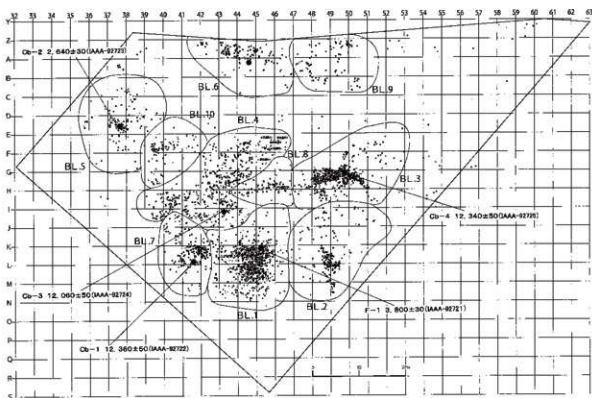 32 33 34 35 36 37 38 39 40 41 42 43 44 45 46 47 48 49 50 51 52 53 54 55 56 57 58 59 60 61 62 63
Y
Z
A
B
C
D
E
F
G
H
I
J
K
L
M
N
O
P
Q
R
S
Cb-2 2,640±30(IAAA-92723)
BL.6
BL.9
BL.10
BL.4
BL.5
BL.8
BL.3
Cb-4 12,340±50(IAAA-92725)
BL.7
Cb-3 12,060±50(IAAA-92724)
BL.1
BL.2
F-1 3,800±30(IAAA-92721)
Cb-1 12,360±50(IAAA-92722)